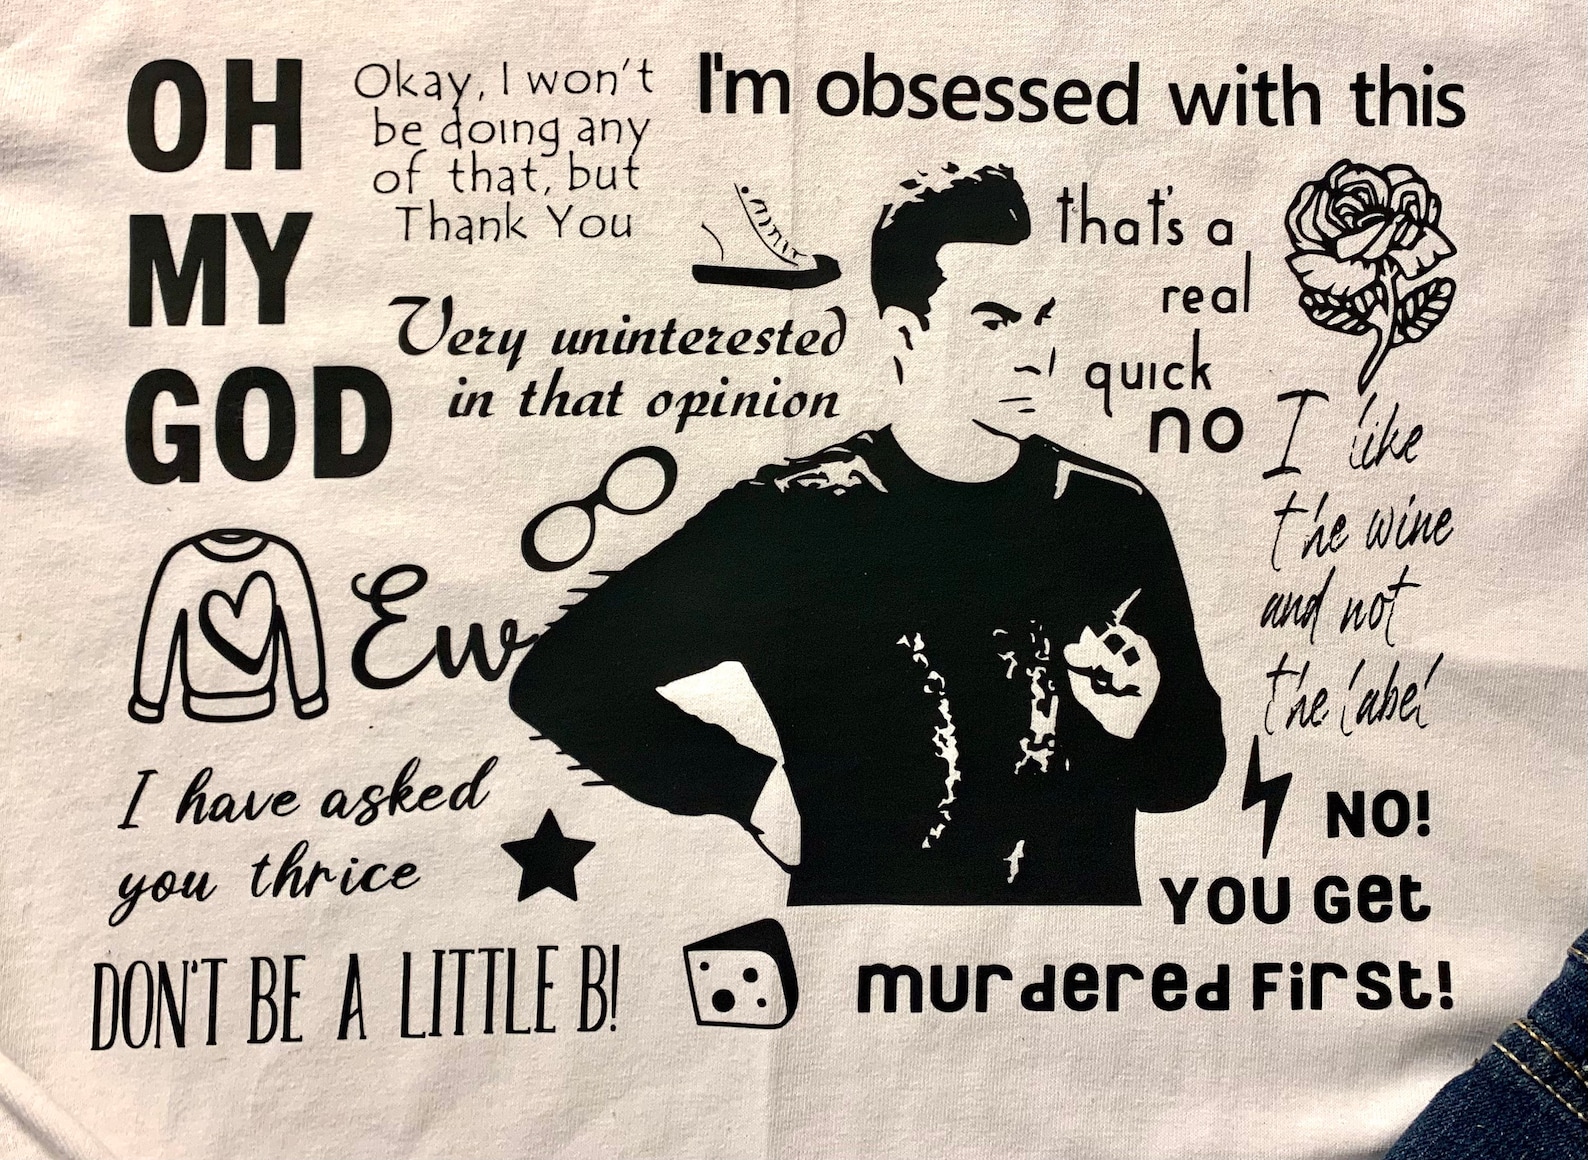 OH
MY
GOD
Okay, I won't
be doing any
of that, but
Thank You
I'm obsessed with this
that's a
real
quick
no
Very uninterested
in that opinion
I like
the wine
and not
the label
Ew
I have asked
you thrice
NO!
YOU Get
murdered First!
DON'T BE A LITTLE B!